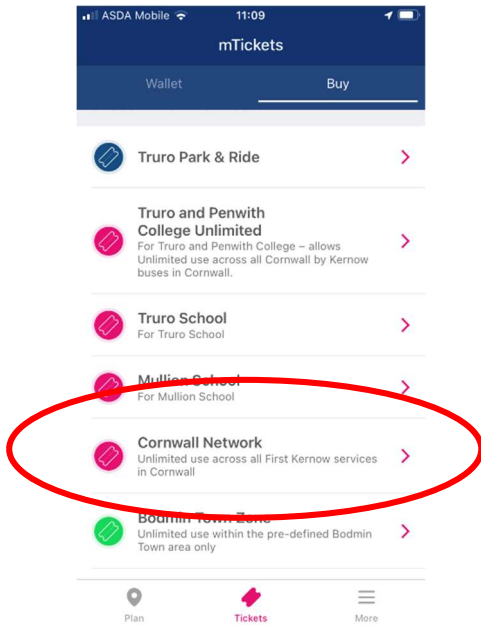 ASDA Mobile 11:09
mTickets
Wallet Buy
Truro Park & Ride
Truro and Penwith
College Unlimited
For Truro and Penwith College – allows
Unlimited use across all Cornwall by Kernow
buses in Cornwall.
Truro School
For Truro School
Mullion School
For Mullion School
Cornwall Network
Unlimited use across all First Kernow services
in Cornwall
Bodmin Town Zone
Unlimited use within the pre-defined Bodmin
Town area only
Plan Tickets More